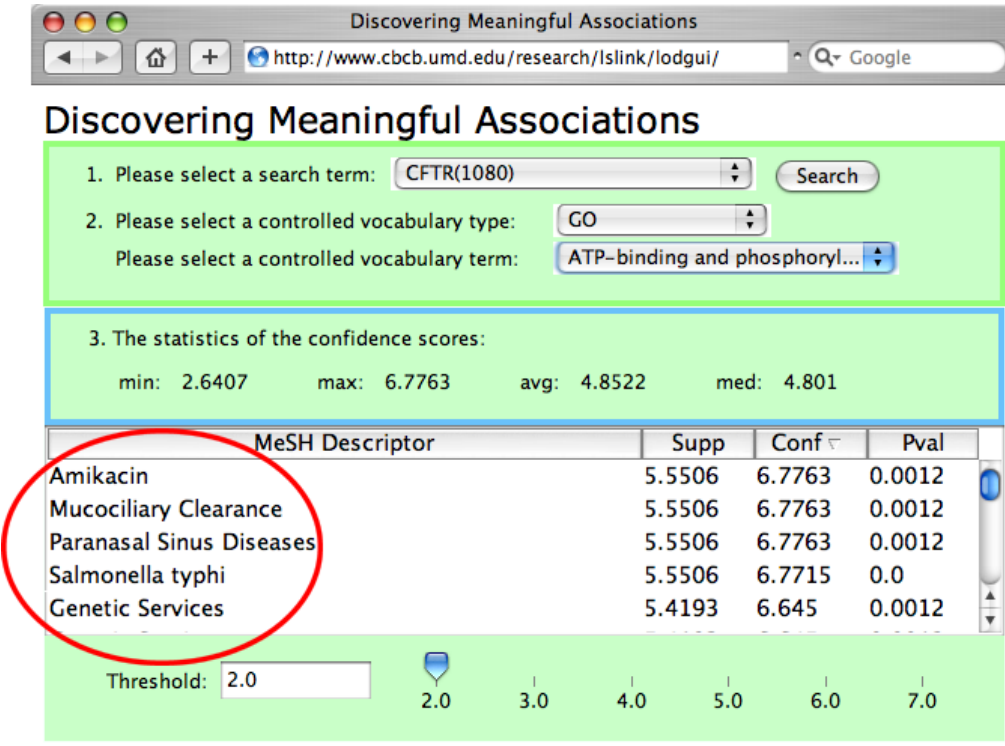 Discovering Meaningful Associations
http://www.cbcb.umd.edu/research/lslink/lodgui/ Google
Discovering Meaningful Associations
1. Please select a search term: CFTR(1080) Search
2. Please select a controlled vocabulary type: GO
Please select a controlled vocabulary term: ATP-binding and phosphoryl...
3. The statistics of the confidence scores:
min: 2.6407 max: 6.7763 avg: 4.8522 med: 4.801
MeSH Descriptor Supp Conf Pval
Amikacin 5.5506 6.7763 0.0012
Mucociliary Clearance 5.5506 6.7763 0.0012
Paranasal Sinus Diseases 5.5506 6.7763 0.0012
Salmonella typhi 5.5506 6.7715 0.0
Genetic Services 5.4193 6.645 0.0012
Threshold: 2.0
2.0 3.0 4.0 5.0 6.0 7.0